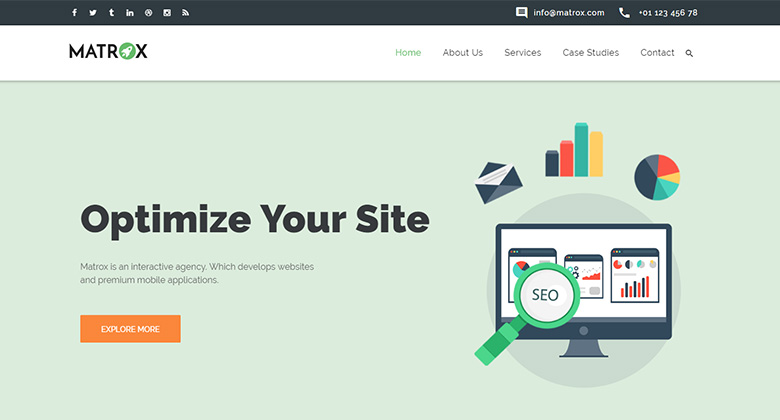 info@matrox.com
+01 123 456 78
MATROX
Home
About Us
Services
Case Studies
Contact
Optimize Your Site
Matrox is an interactive agency. Which develops websites
and premium mobile applications.
EXPLORE MORE
SEO